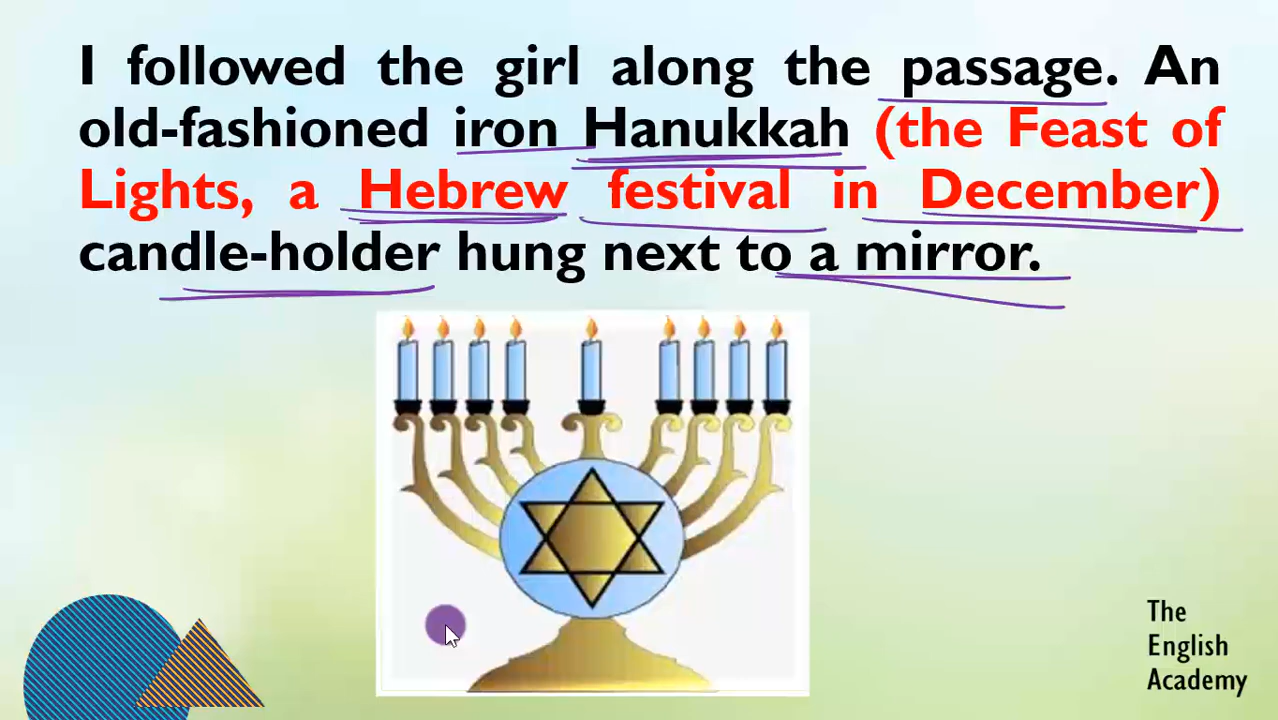 I followed the girl along the passage. An
old-fashioned iron Hanukkah (the Feast of
Lights, a Hebrew festival in December)
candle-holder hung next to a mirror.
The
English
Academy